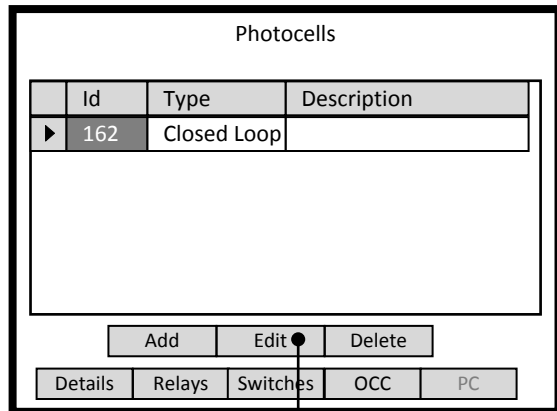 Photocells
Id Type Description
162 Closed Loop
Add Edit Delete
Details Relays Switches OCC PC